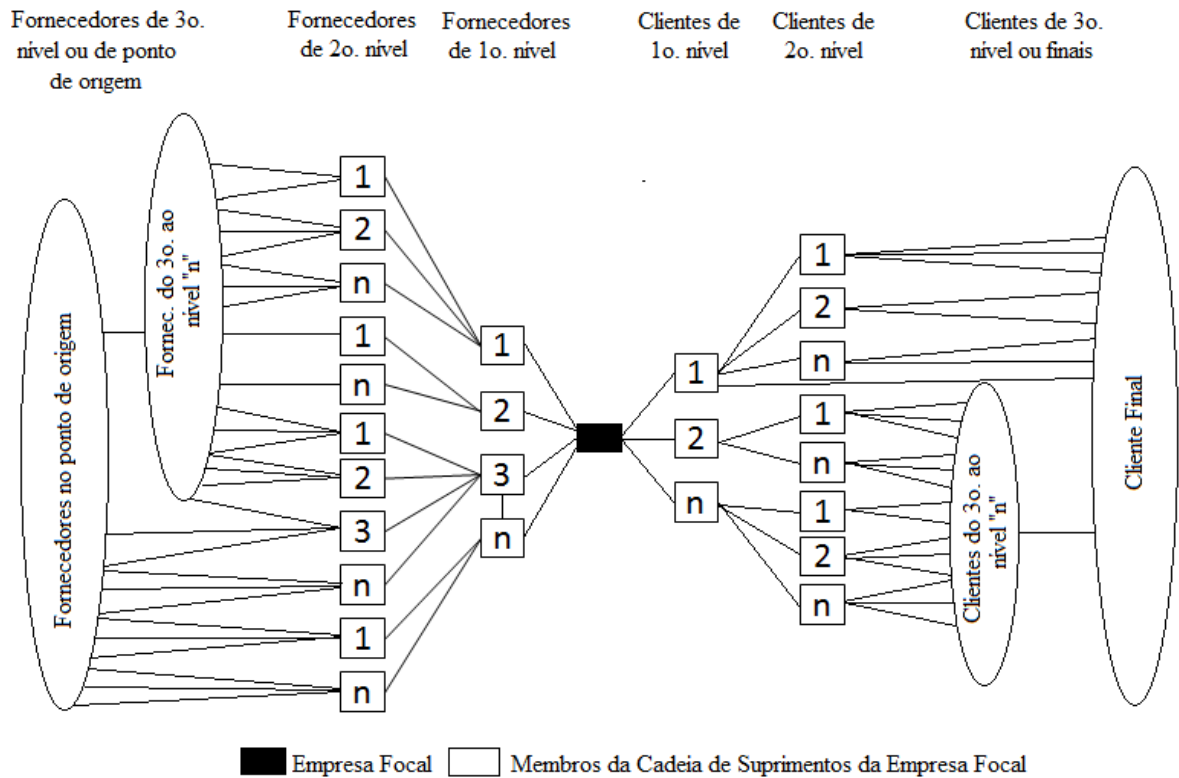 Fornecedores de 3o.
nível ou de ponto
de origem
Fornecedores
de 2o. nível
Fornecedores
de 1o. nível
Clientes de
1o. nível
Clientes de
2o. nível
Clientes de 3o.
nível ou finais
Fornecedores no ponto de origem
Fornec. do 3o. ao
nível "n"
1
2
n
1
n
1
2
3
n
1
n
1
2
3
n
1
2
n
1
2
n
1
n
1
2
n
Clientes do 3o. ao
nível "n"
Cliente Final
Empresa Focal
Membros da Cadeia de Suprimentos da Empresa Focal